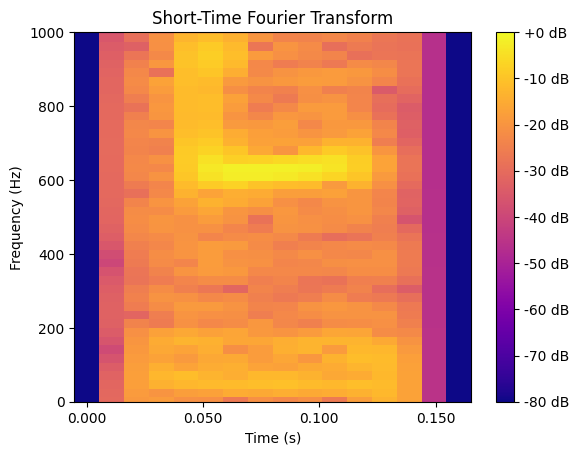 Short-Time Fourier Transform
1000
800
600
400
200
0
Frequency (Hz)
0.000
0.050
0.100
0.150
Time (s)
+0 dB
-10 dB
-20 dB
-30 dB
-40 dB
-50 dB
-60 dB
-70 dB
-80 dB